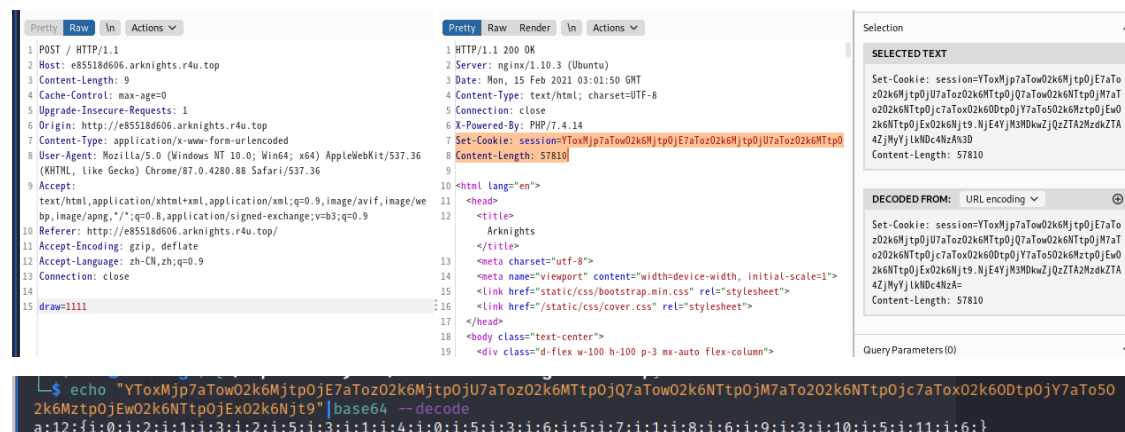 Pretty Raw \n Actions
1 POST / HTTP/1.1
2 Host: e85518d606.arknights.r4u.top
3 Content-Length: 9
4 Cache-Control: max-age=0
5 Upgrade-Insecure-Requests: 1
6 Origin: http://e85518d606.arknights.r4u.top
7 Content-Type: application/x-www-form-urlencoded
8 User-Agent: Mozilla/5.0 (Windows NT 10.0; Win64; x64) AppleWebKit/537.36
(KHTML, like Gecko) Chrome/87.0.4280.88 Safari/537.36
9 Accept:
text/html,application/xhtml+xml,application/xml;q=0.9,image/avif,image/we
bp,image/apng,*/*;q=0.8,application/signed-exchange;v=b3;q=0.9
10 Referer: http://e85518d606.arknights.r4u.top/
11 Accept-Encoding: gzip, deflate
12 Accept-Language: zh-CN,zh;q=0.9
13 Connection: close
14
15 draw=1111
Pretty Raw Render \n Actions
1 HTTP/1.1 200 OK
2 Server: nginx/1.10.3 (Ubuntu)
3 Date: Mon, 15 Feb 2021 03:01:50 GMT
4 Content-Type: text/html; charset=UTF-8
5 Connection: close
6 X-Powered-By: PHP/7.4.14
7 Set-Cookie: session=YToxMjp7aTowO2k6MjtpOjE7aTozO2k6MjtpOjU7aTozO2k6MTtpO
8 Content-Length: 57810
9
10 <html lang="en">
11 <head>
12 <title>
Arknights
</title>
13 <meta charset="utf-8">
14 <meta name="viewport" content="width=device-width, initial-scale=1">
15 <link href="static/css/bootstrap.min.css" rel="stylesheet">
16 <link href="/static/css/cover.css" rel="stylesheet">
17 </head>
18 <body class="text-center">
19 <div class="d-flex w-100 h-100 p-3 mx-auto flex-column">
Selection
SELECTED TEXT
Set-Cookie: session=YToxMjp7aTowO2k6MjtpOjE7aTo
zO2k6MjtpOjU7aTozO2k6MTtpOjQ7aTowO2k6NTtpOjM7aT
o2O2k6NTtpOjc7aToxO2k6ODtpOjY7aTo5O2k6MztpOjEwO
2k6NTtpOjExO2k6Njt9.NjE4YjM3MDkwZjQzZTA2MzdkZTA
4ZjMyYjlkNDc4NzA%3D
Content-Length: 57810
DECODED FROM: URL encoding
Set-Cookie: session=YToxMjp7aTowO2k6MjtpOjE7aTo
zO2k6MjtpOjU7aTozO2k6MTtpOjQ7aTowO2k6NTtpOjM7aT
o2O2k6NTtpOjc7aToxO2k6ODtpOjY7aTo5O2k6MztpOjEwO
2k6NTtpOjExO2k6Njt9.NjE4YjM3MDkwZjQzZTA2MzdkZTA
4ZjMyYjlkNDc4NzA=
Content-Length: 57810
Query Parameters (0)
$ echo "YToxMjp7aTowO2k6MjtpOjE7aTozO2k6MjtpOjU7aTozO2k6MTtpOjQ7aTowO2k6NTtpOjM7aTo2O2k6NTtpOjc7aToxO2k6ODtpOjY7aTo5O
2k6MztpOjEwO2k6NTtpOjExO2k6Njt9"|base64 --decode
a:12:{i:0;i:2;i:1;i:3;i:2;i:5;i:3;i:1;i:4;i:0;i:5;i:3;i:6;i:5;i:7;i:1;i:8;i:6;i:9;i:3;i:10;i:5;i:11;i:6;}